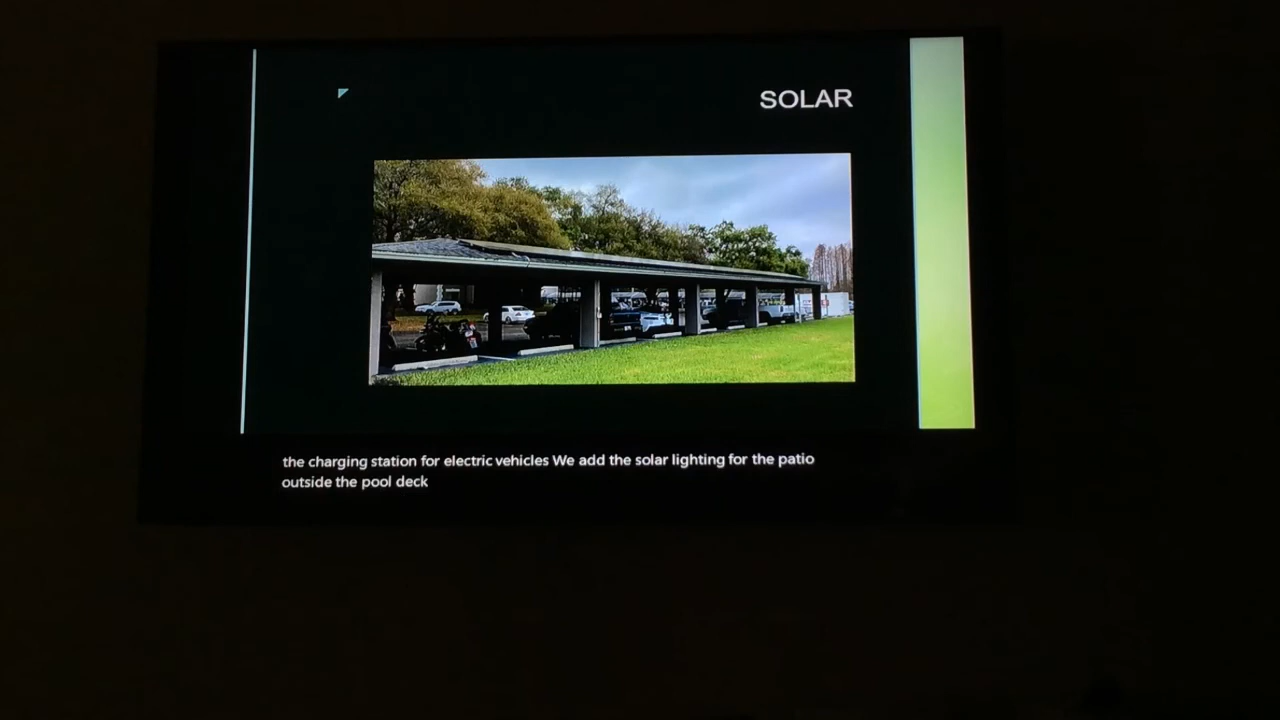 SOLAR
the charging station for electric vehicles We add the solar lighting for the patio
outside the pool deck